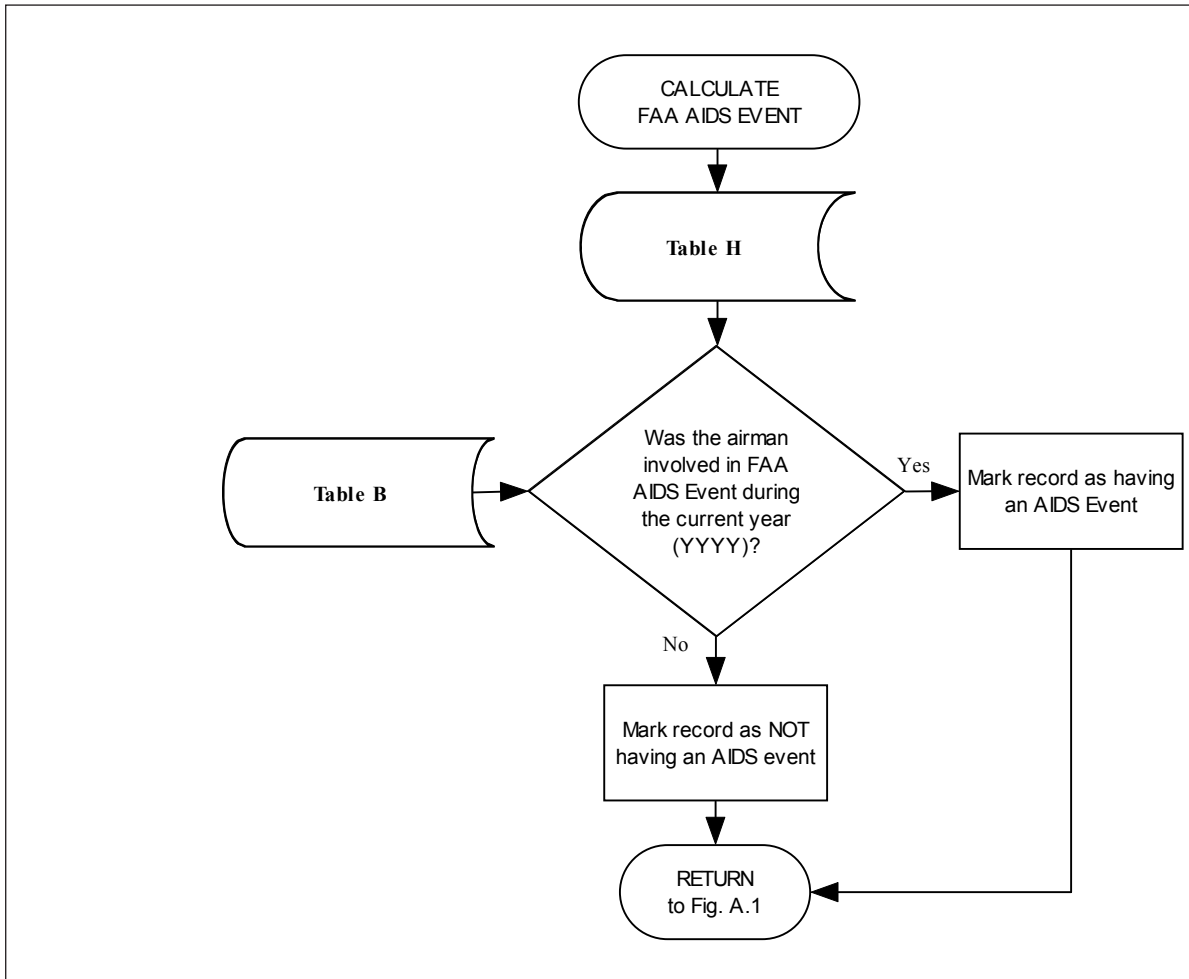 CALCULATE
FAA AIDS EVENT
Table H
Table B
Was the airman
involved in FAA
AIDS Event during
the current year
(YYYY)?
Yes
Mark record as having
an AIDS Event
No
Mark record as NOT
having an AIDS event
RETURN
to Fig. A.1